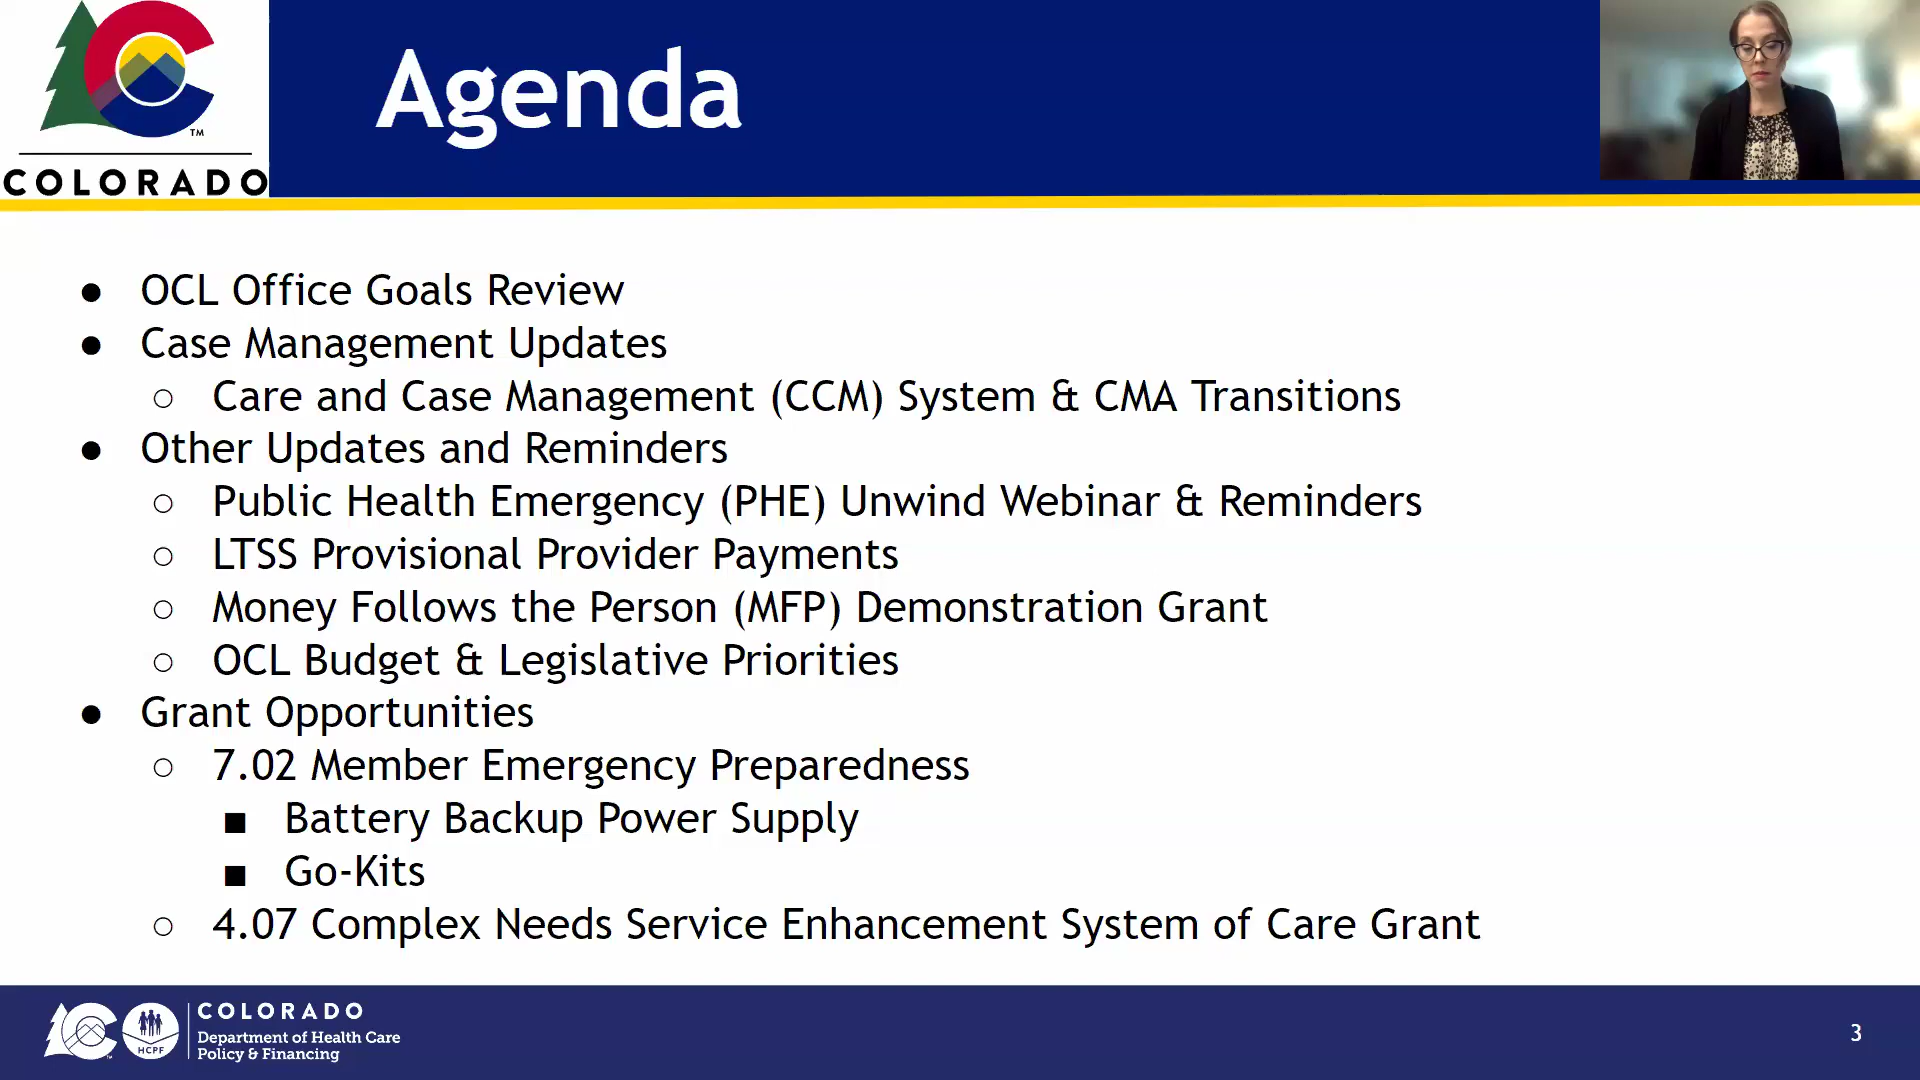 TM
COLORADO
Agenda
● OCL Office Goals Review
● Case Management Updates
○ Care and Case Management (CCM) System & CMA Transitions
● Other Updates and Reminders
○ Public Health Emergency (PHE) Unwind Webinar & Reminders
○ LTSS Provisional Provider Payments
○ Money Follows the Person (MFP) Demonstration Grant
○ OCL Budget & Legislative Priorities
● Grant Opportunities
○ 7.02 Member Emergency Preparedness
■ Battery Backup Power Supply
■ Go-Kits
○ 4.07 Complex Needs Service Enhancement System of Care Grant
HCPF
COLORADO
Department of Health Care
Policy & Financing
3